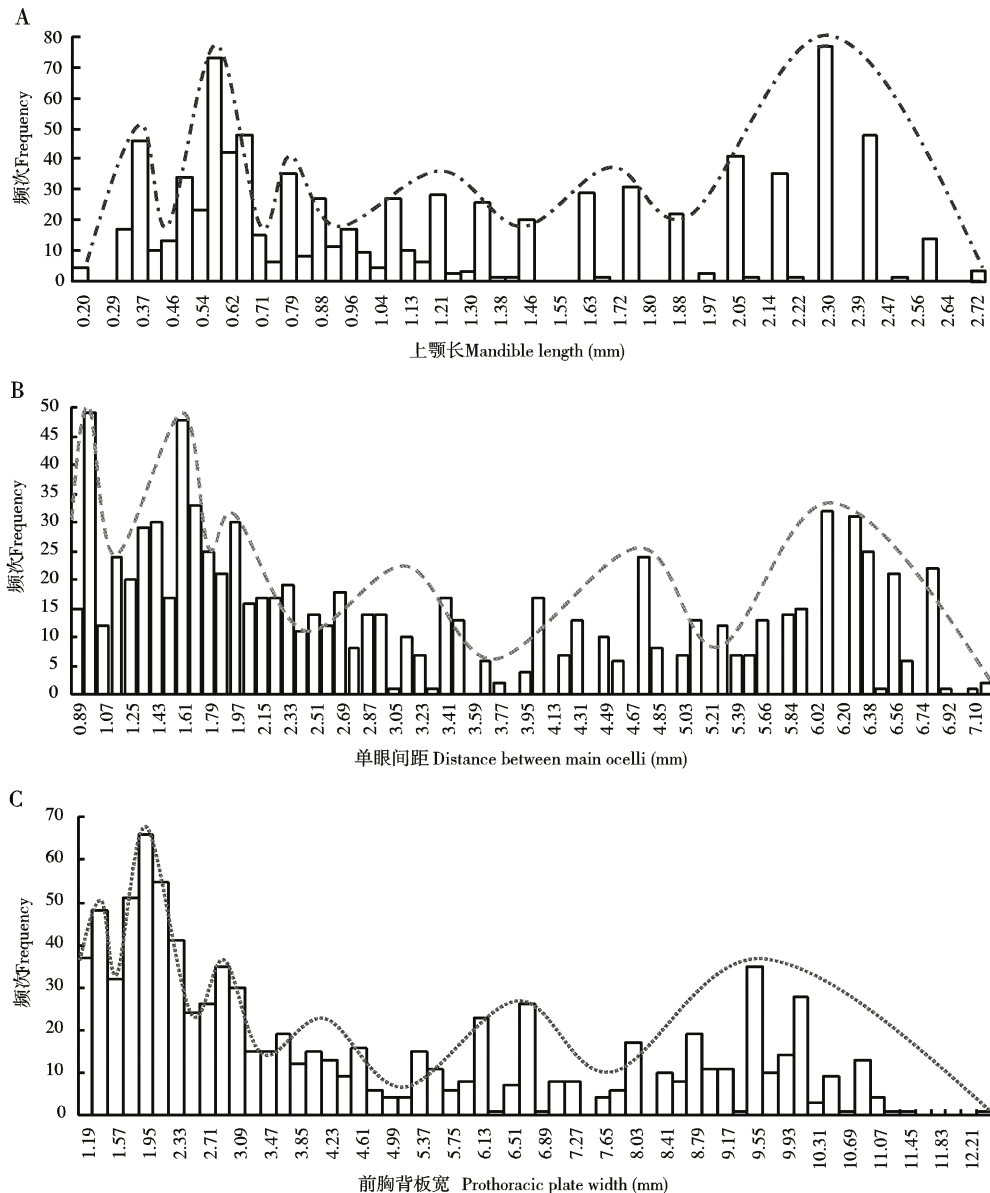 A
80
70
60
50
40
30
20
10
0
频次Frequency
0.20 0.29 0.37 0.46 0.54 0.62 0.71 0.79 0.88 0.96 1.04 1.13 1.21 1.30 1.38 1.46 1.55 1.63 1.72 1.80 1.88 1.97 2.05 2.14 2.22 2.30 2.39 2.47 2.56 2.64 2.72
上颚长Mandible length (mm)
B
50
45
40
35
30
25
20
15
10
5
0
频次Frequency
0.89 1.07 1.25 1.43 1.61 1.79 1.97 2.15 2.33 2.51 2.69 2.87 3.05 3.23 3.41 3.59 3.77 3.95 4.13 4.31 4.49 4.67 4.85 5.03 5.21 5.39 5.66 5.84 6.02 6.20 6.38 6.56 6.74 6.92 7.10
单眼间距 Distance between main ocelli (mm)
C
70
60
50
40
30
20
10
0
频次Frequency
1.19 1.57 1.95 2.33 2.71 3.09 3.47 3.85 4.23 4.61 4.99 5.37 5.75 6.13 6.51 6.89 7.27 7.65 8.03 8.41 8.79 9.17 9.55 9.93 10.31 10.69 11.07 11.45 11.83 12.21
前胸背板宽 Prothoracic plate width (mm)